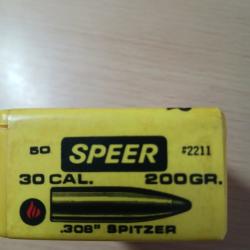 50 SPEER #2211
30 CAL. 200GR.
.308" SPITZER